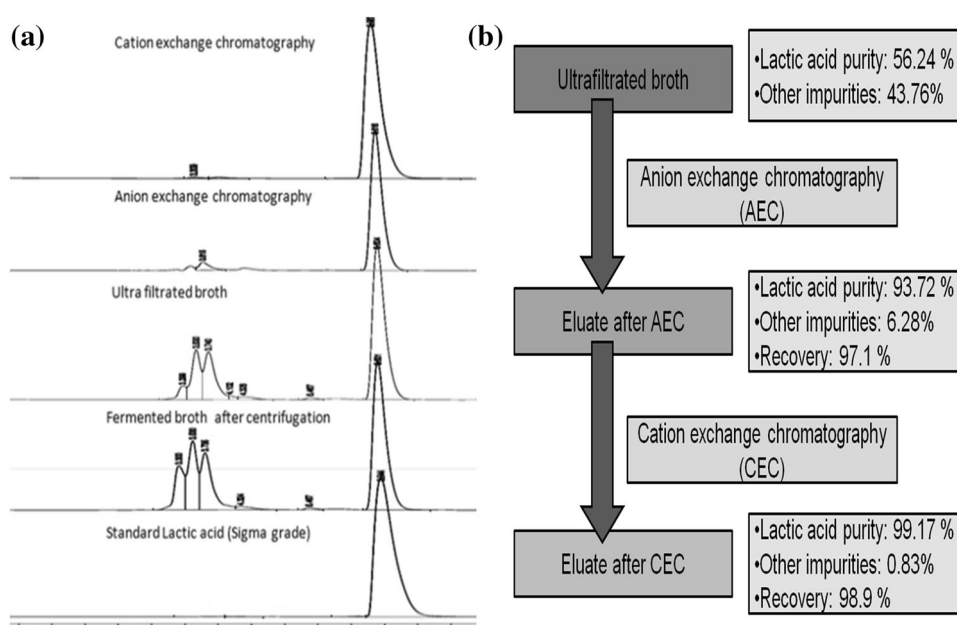 (a)
Cation exchange chromatography
Anion exchange chromatography
Ultra filtrated broth
Fermented broth after centrifugation
Standard Lactic acid (Sigma grade)
(b)
Ultrafiltrated broth
•Lactic acid purity: 56.24 %
•Other impurities: 43.76%
Anion exchange chromatography
(AEC)
Eluate after AEC
•Lactic acid purity: 93.72 %
•Other impurities: 6.28%
•Recovery: 97.1 %
Cation exchange chromatography
(CEC)
Eluate after CEC
•Lactic acid purity: 99.17 %
•Other impurities: 0.83%
•Recovery: 98.9 %